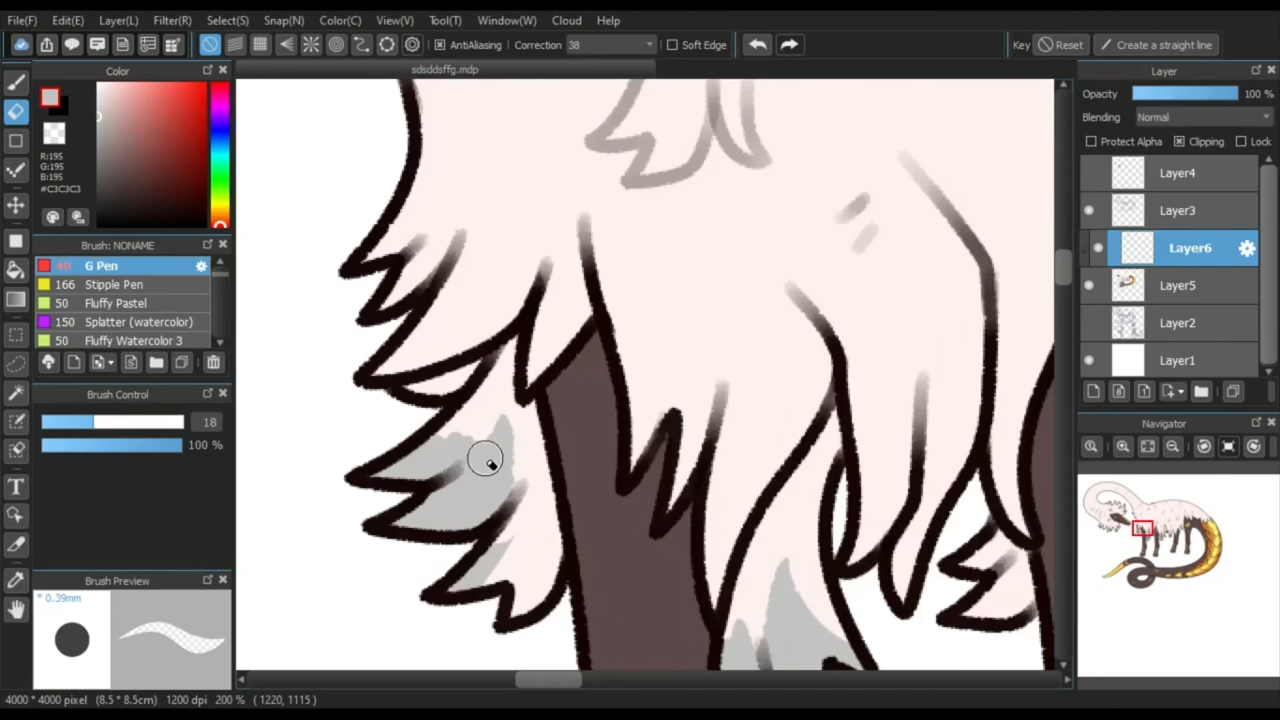 File(F) Edit(E) Layer(L) Filter(R) Select(S) Snap(N) Color(C) View(V) Tool(T) Window(W) Cloud Help
AntiAliasing Correction 38 Soft Edge Key Reset Create a straight line
sdsddsffg.mdp
Color
R:195
G:195
B:195
#C3C3C3
Brush: NONAME
40 G Pen
166 Stipple Pen
50 Fluffy Pastel
150 Splatter (watercolor)
50 Fluffy Watercolor 3
Brush Control
18
100 %
Brush Preview
* 0.39mm
Layer
Opacity 100 %
Blending Normal
Protect Alpha Clipping Lock
Layer4
Layer3
Layer6
Layer5
Layer2
Layer1
Navigator
4000 * 4000 pixel (8.5 * 8.5cm) 1200 dpi 200 % ( 1220, 1115 )